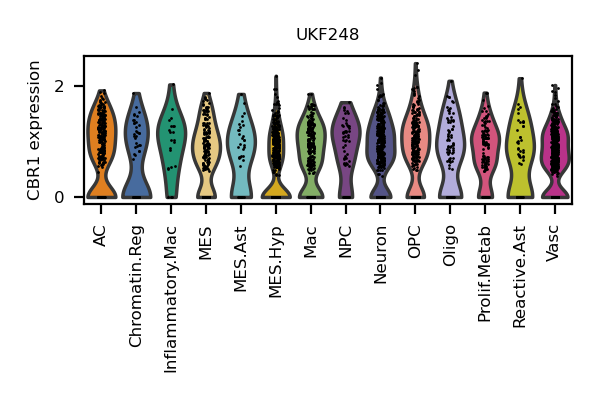 UKF248
CBR1 expression
2
0
AC
Chromatin.Reg
Inflammatory.Mac
MES
MES.Ast
MES.Hyp
Mac
NPC
Neuron
OPC
Oligo
Prolif.Metab
Reactive.Ast
Vasc